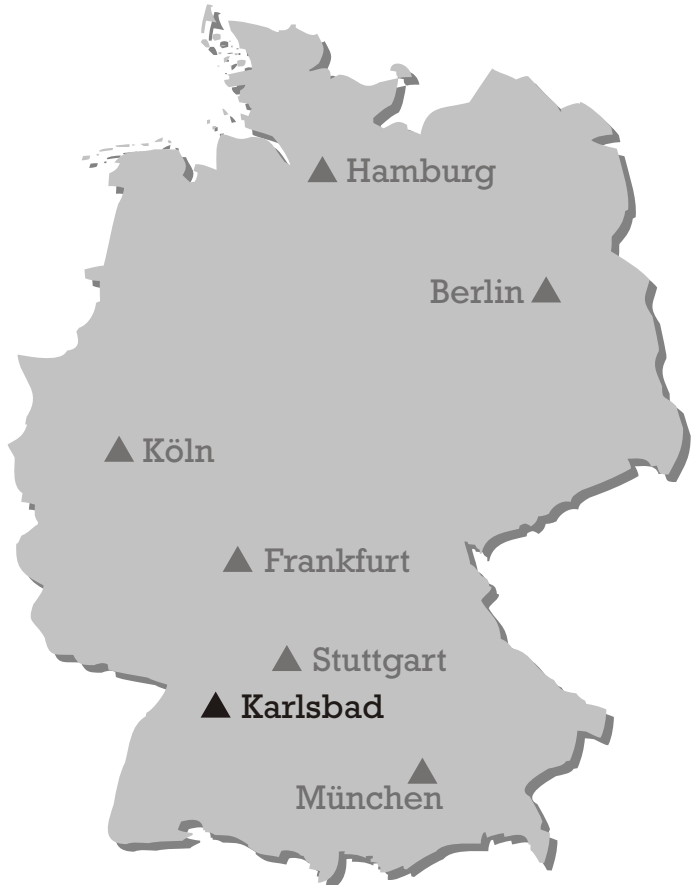 Hamburg
Berlin
Köln
Frankfurt
Stuttgart
Karlsbad
München